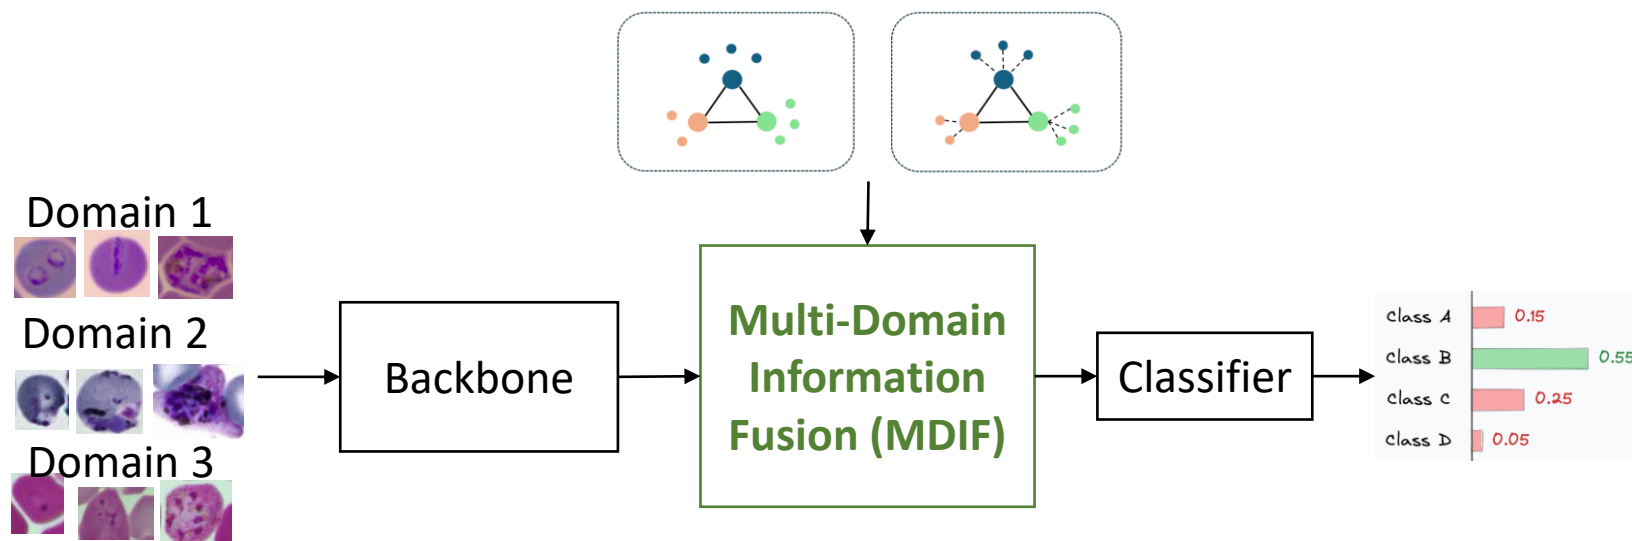 Domain 1
Domain 2
Domain 3
Backbone
Multi-Domain
Information
Fusion (MDIF)
Classifier
Class A 0.15
Class B 0.55
Class C 0.25
Class D 0.05